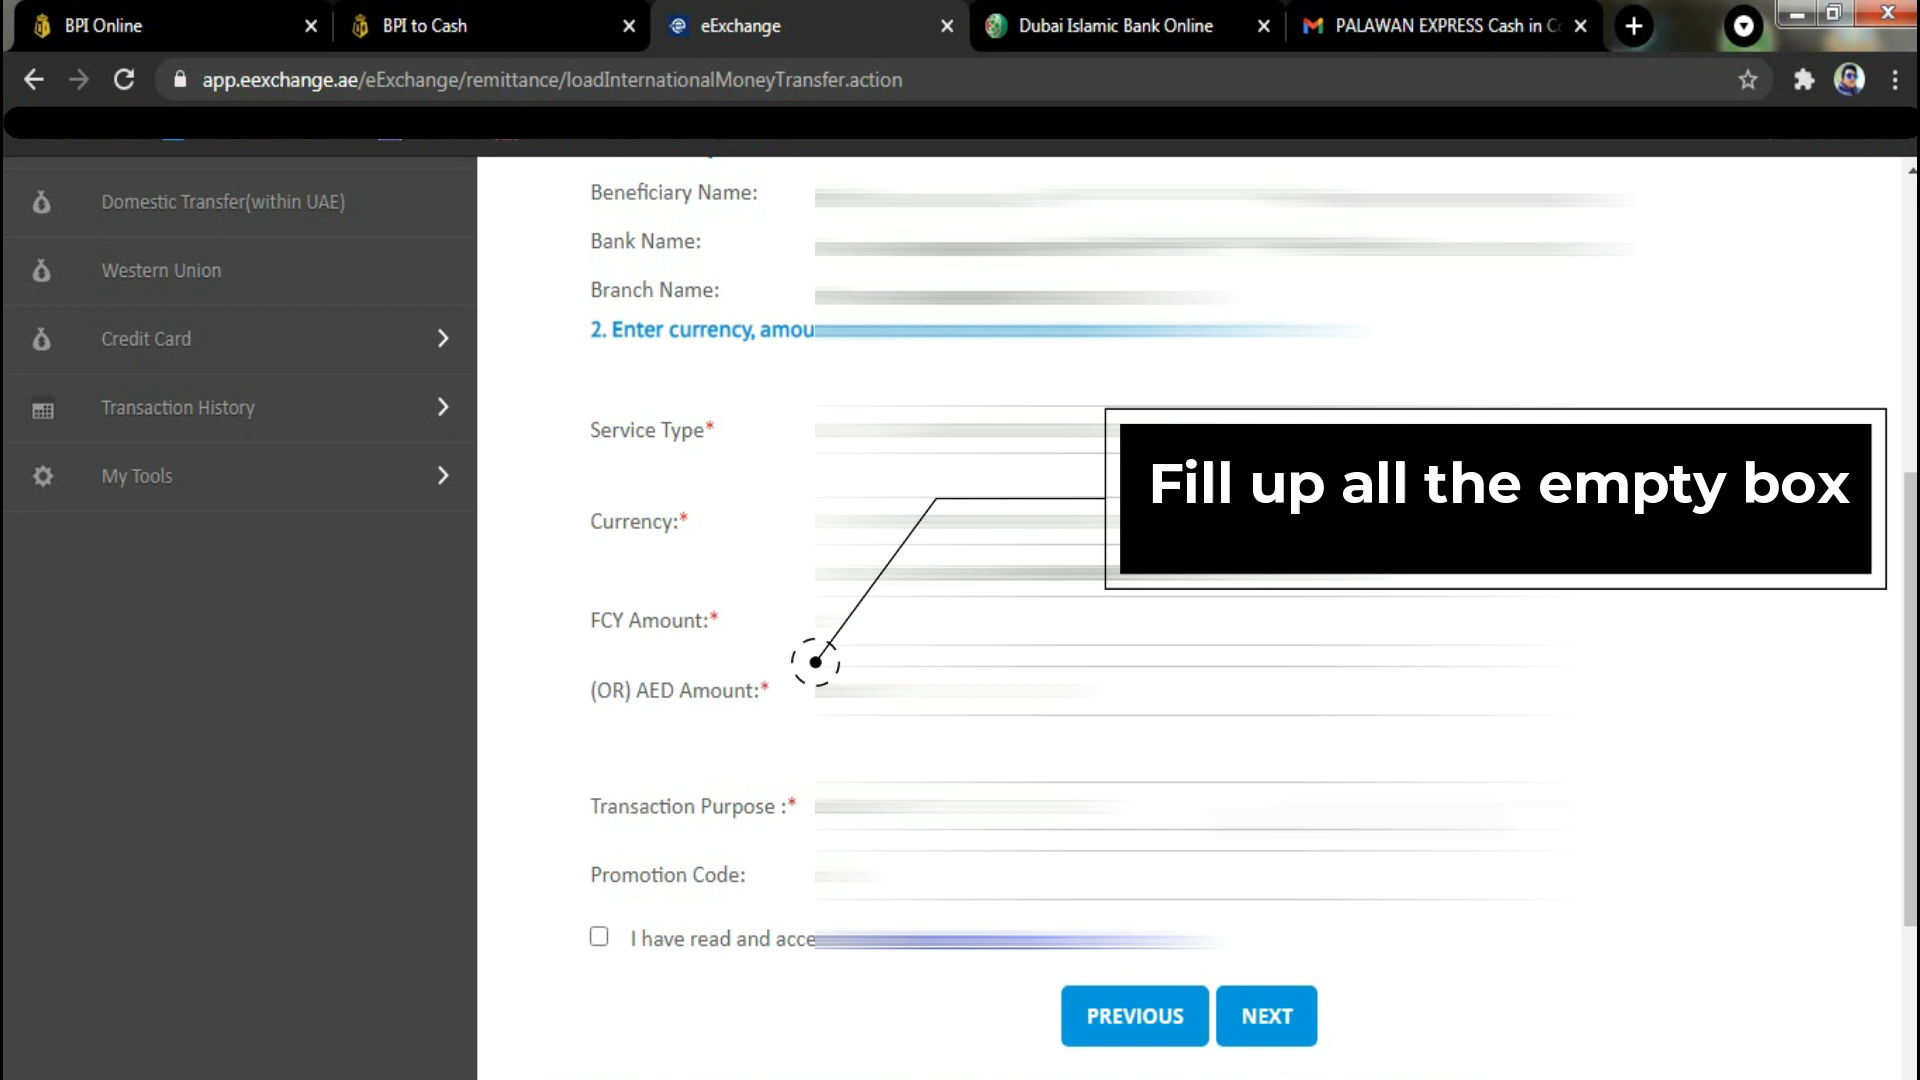 BPI Online
BPI to Cash
eExchange
Dubai Islamic Bank Online
PALAWAN EXPRESS Cash in
app.eexchange.ae/eExchange/remittance/loadInternationalMoneyTransfer.action
Domestic Transfer(within UAE)
Western Union
Credit Card
Transaction History
My Tools
Beneficiary Name:
Bank Name:
Branch Name:
2. Enter currency, amou
Service Type*
Currency:*
FCY Amount:*
(OR) AED Amount:*
Transaction Purpose :*
Promotion Code:
I have read and acce
PREVIOUS
NEXT
Fill up all the empty box